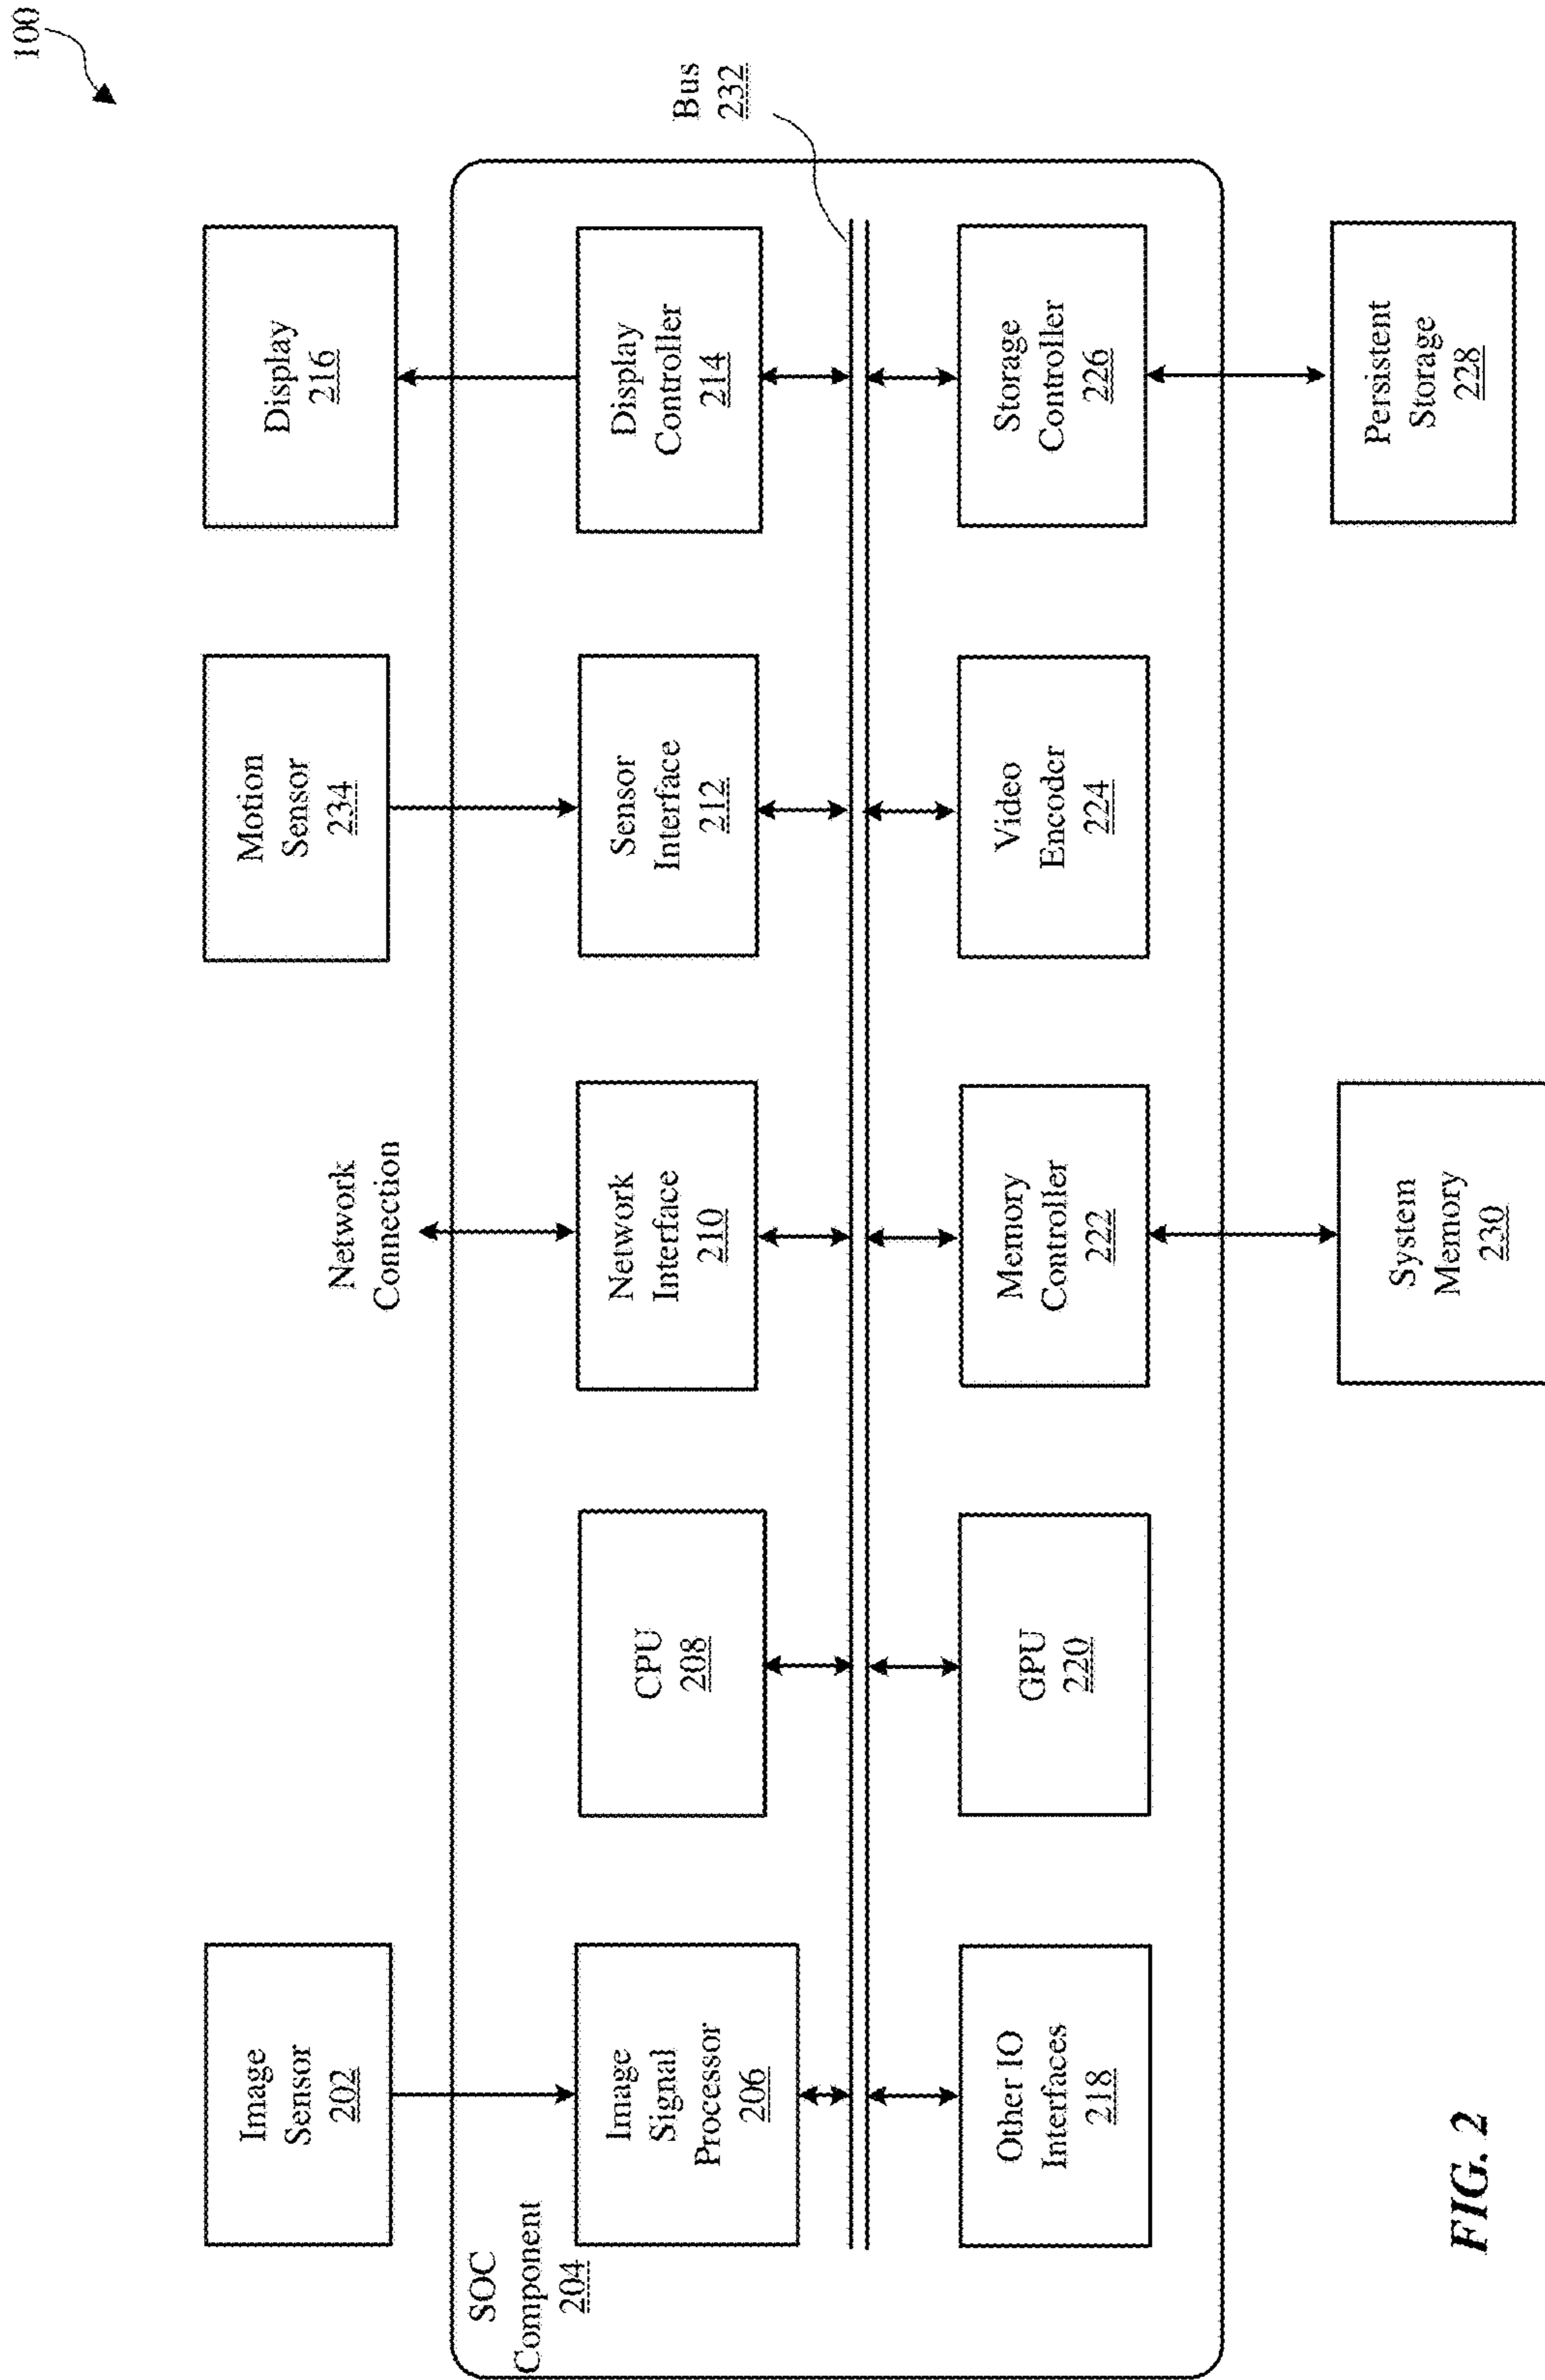 100
Image
Sensor
202
Network
Connection
Motion
Sensor
234
Display
216
SOC
Component
204
Image
Signal
Processor
206
CPU
208
Network
Interface
210
Sensor
Interface
212
Display
Controller
214
Bus
232
Other IO
Interfaces
218
GPU
220
Memory
Controller
222
Video
Encoder
224
Storage
Controller
226
System
Memory
230
Persistent
Storage
228
FIG. 2